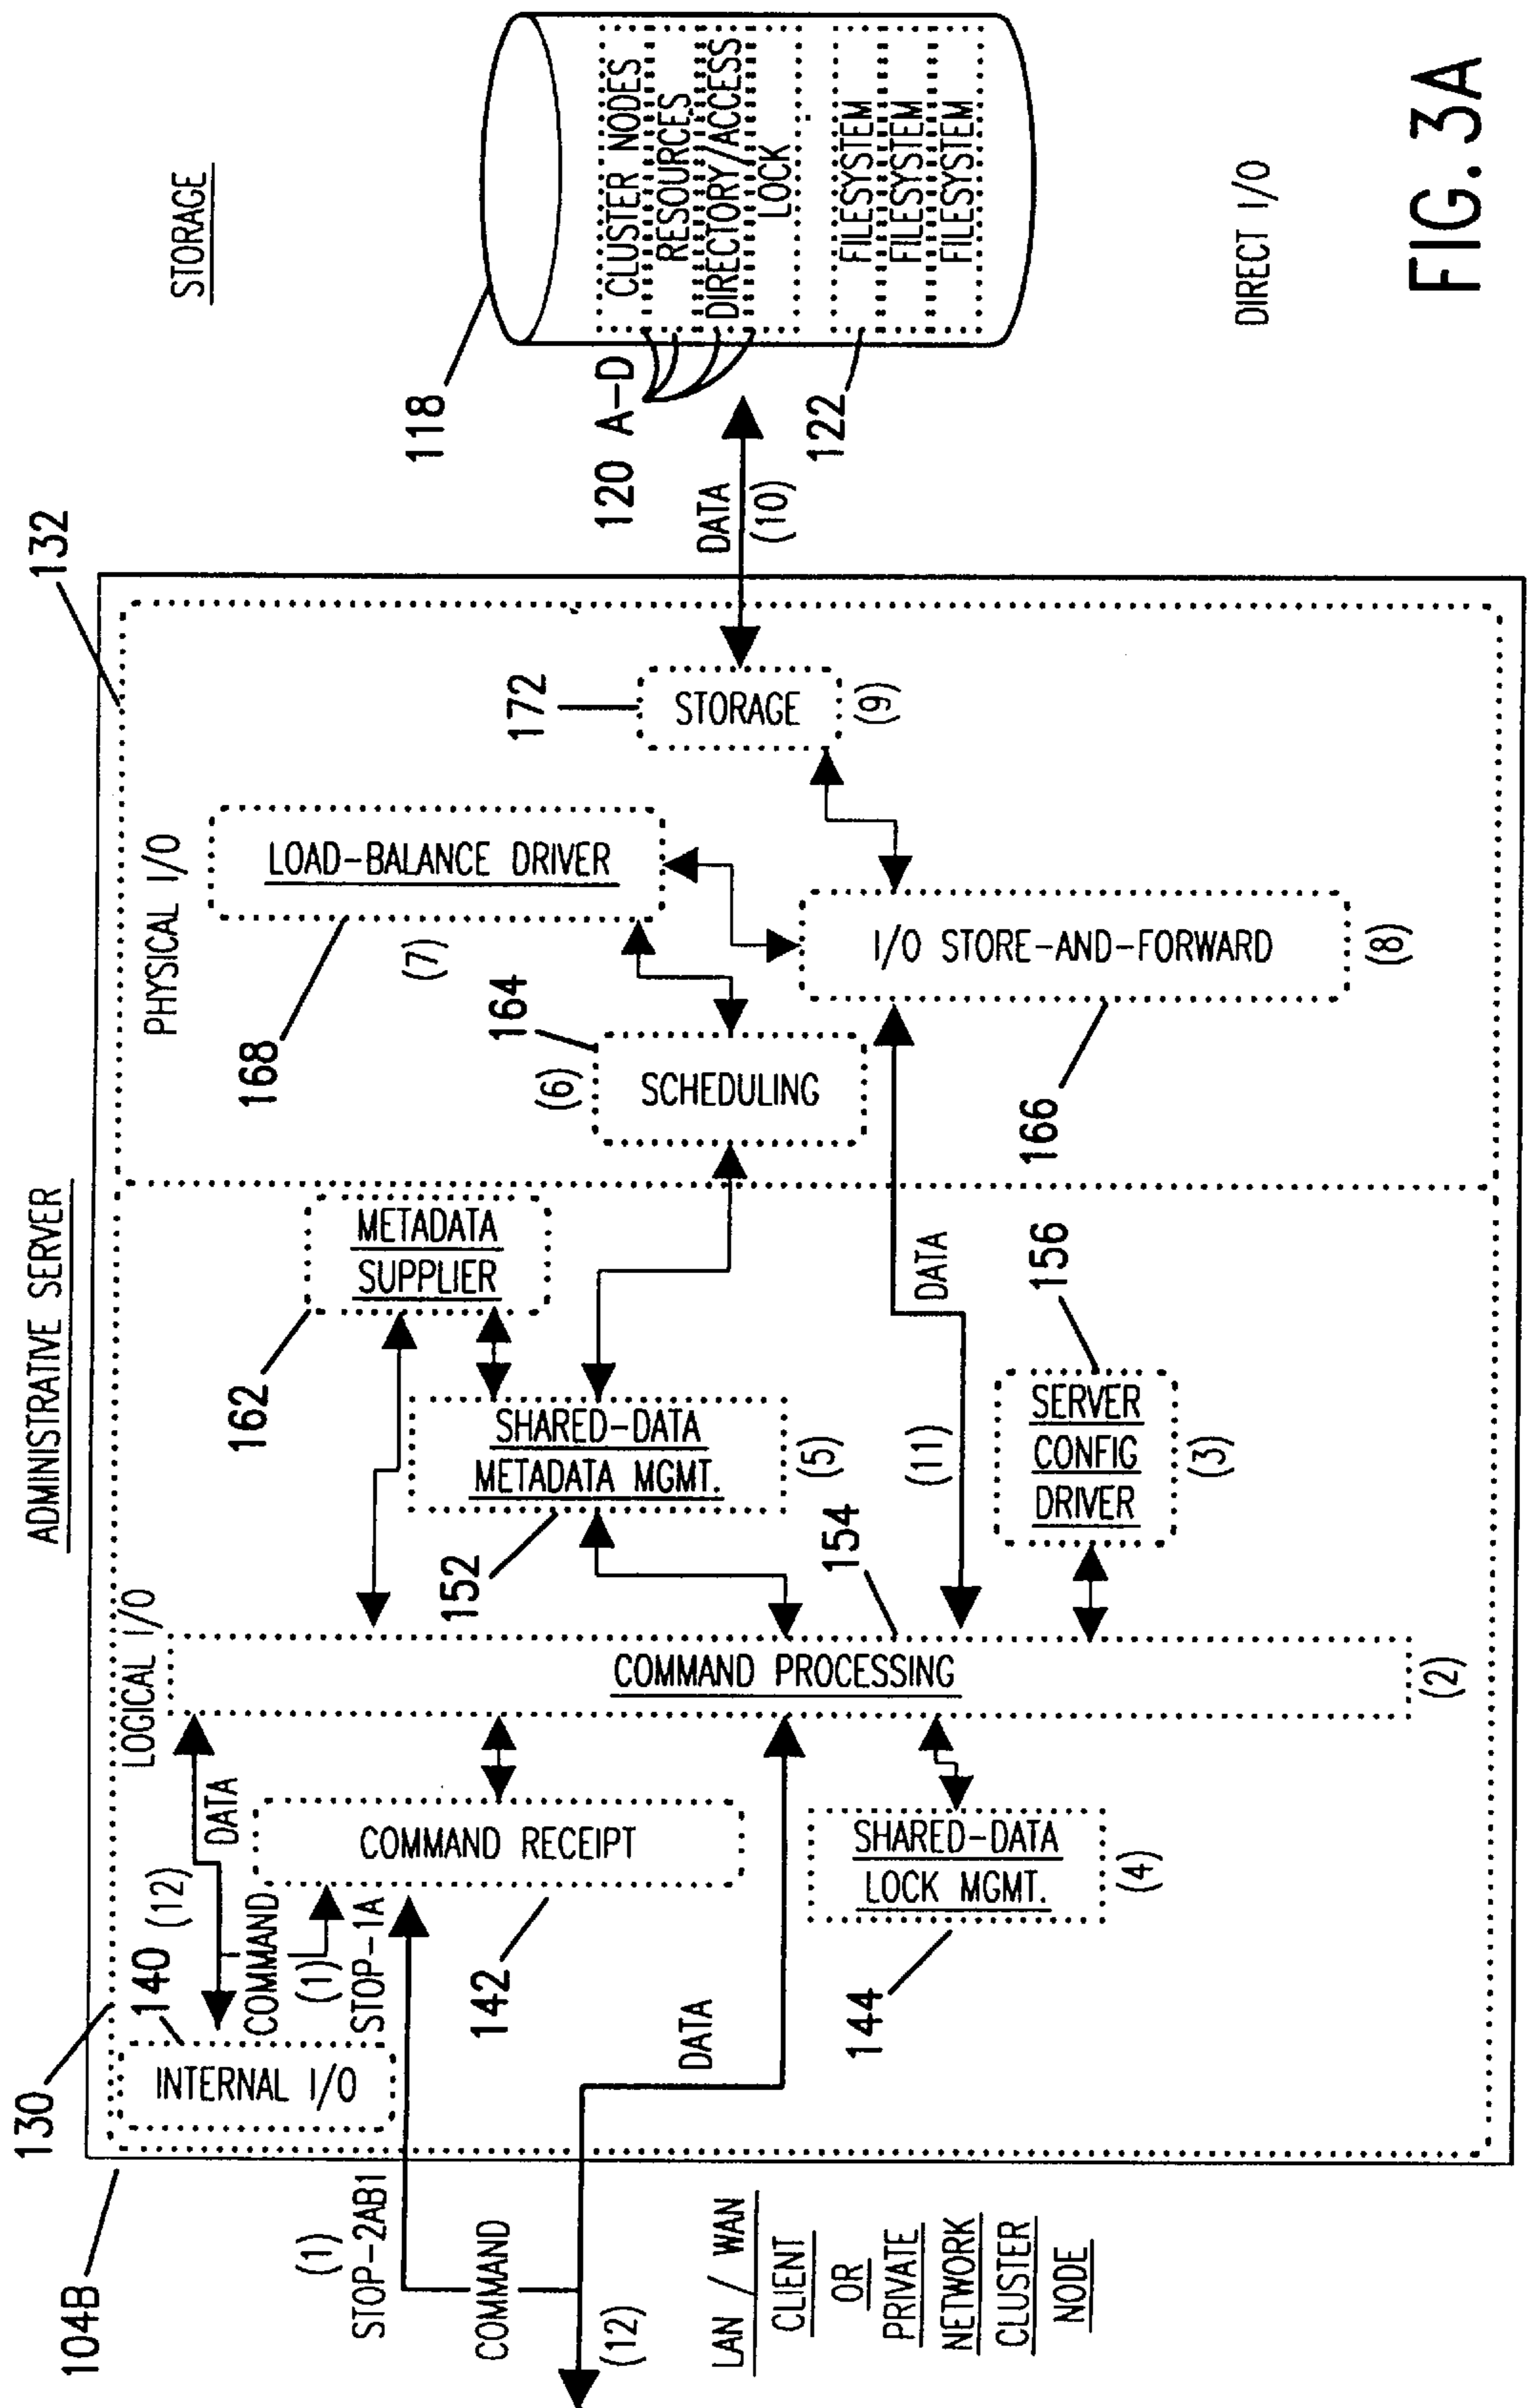 ADMINISTRATIVE SERVER
STORAGE
104B
130
132
LOGICAL I/O
PHYSICAL I/O
INTERNAL I/O
140
(12)
DATA
COMMAND
(1)
STOP-1A
(1)
STOP-2AB1
COMMAND
(12)
DATA
LAN / WAN
CLIENT
OR
PRIVATE
NETWORK
CLUSTER
NODE
COMMAND RECEIPT
142
SHARED-DATA
LOCK MGMT.
(4)
144
COMMAND PROCESSING
(2)
154
162
METADATA
SUPPLIER
SHARED-DATA
METADATA MGMT.
(5)
152
(11)
DATA
SERVER
CONFIG
DRIVER
(3)
156
168
LOAD-BALANCE DRIVER
(7)
164
(6)
SCHEDULING
I/O STORE-AND-FORWARD
(8)
166
172
STORAGE
(9)
DATA
(10)
118
120 A-D
122
CLUSTER NODES
RESOURCES
DIRECTORY/ACCESS
LOCK
FILESYSTEM
FILESYSTEM
FILESYSTEM
DIRECT I/O
FIG. 3A